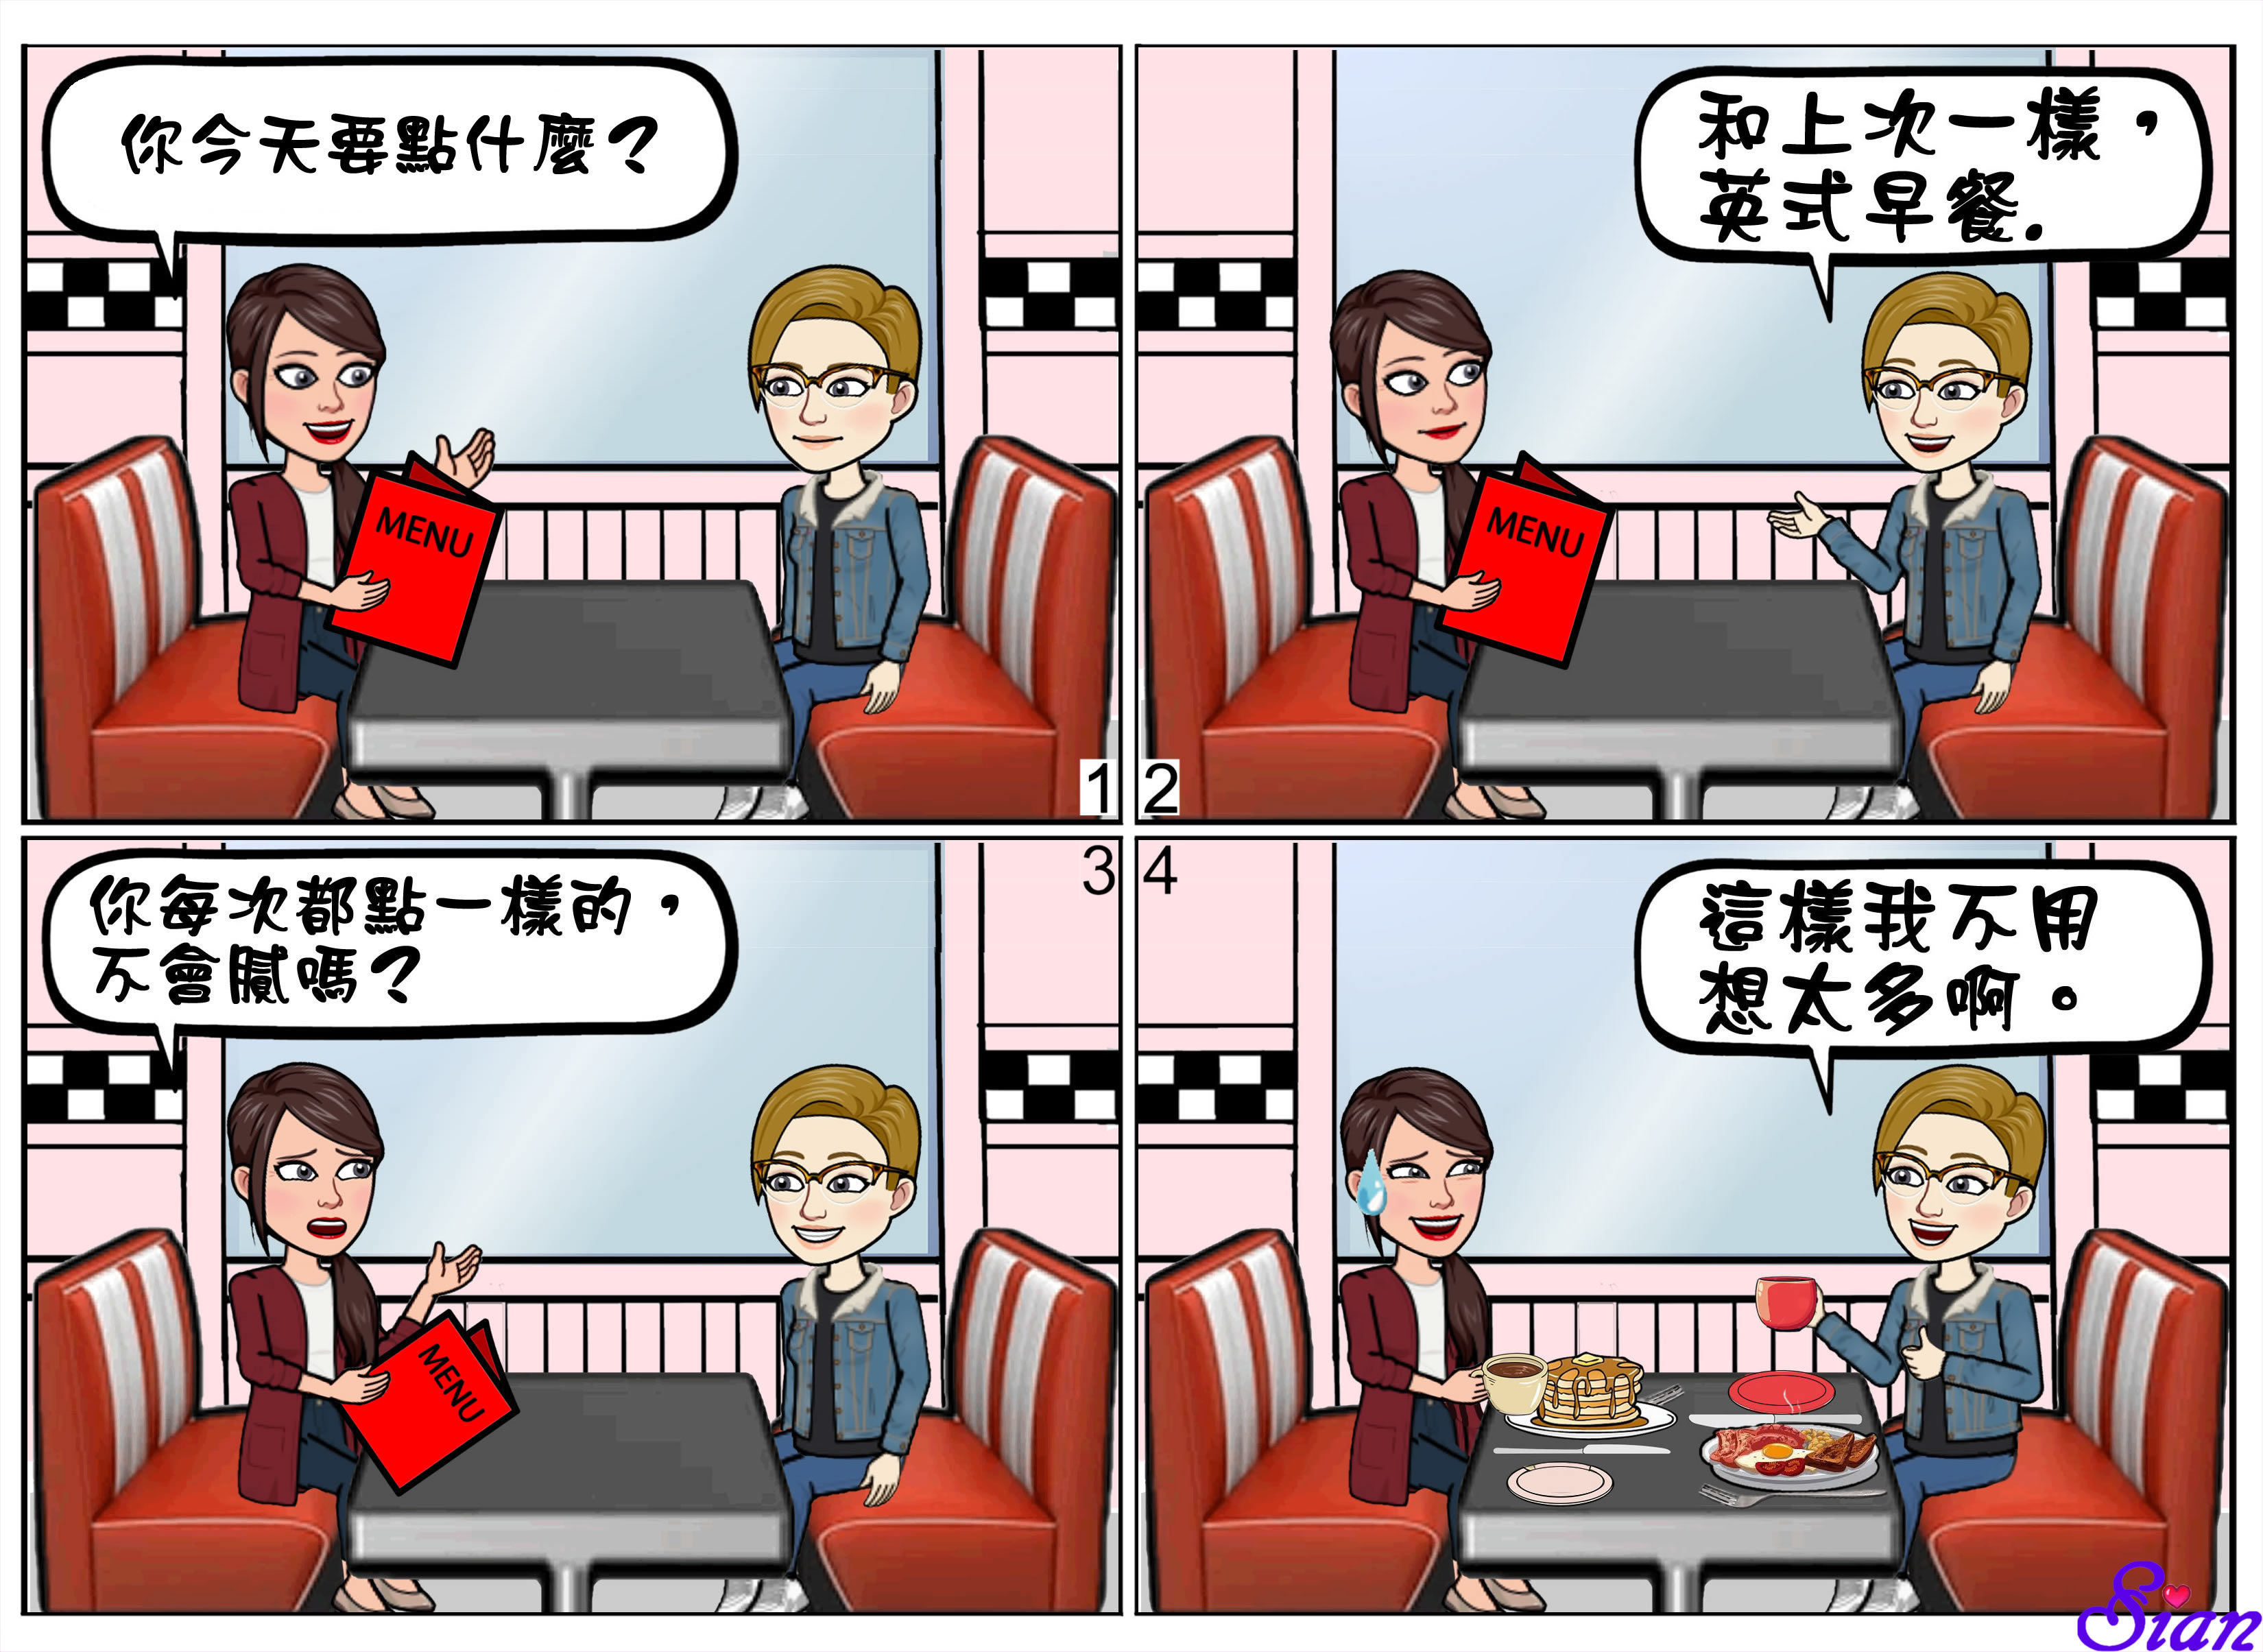 你今天要點什麼？
MENU
1
和上次一樣，
英式早餐.
MENU
2
你每次都點一樣的，
不會膩嗎？
MENU
3
4
這樣我不用
想太多啊。
Sian